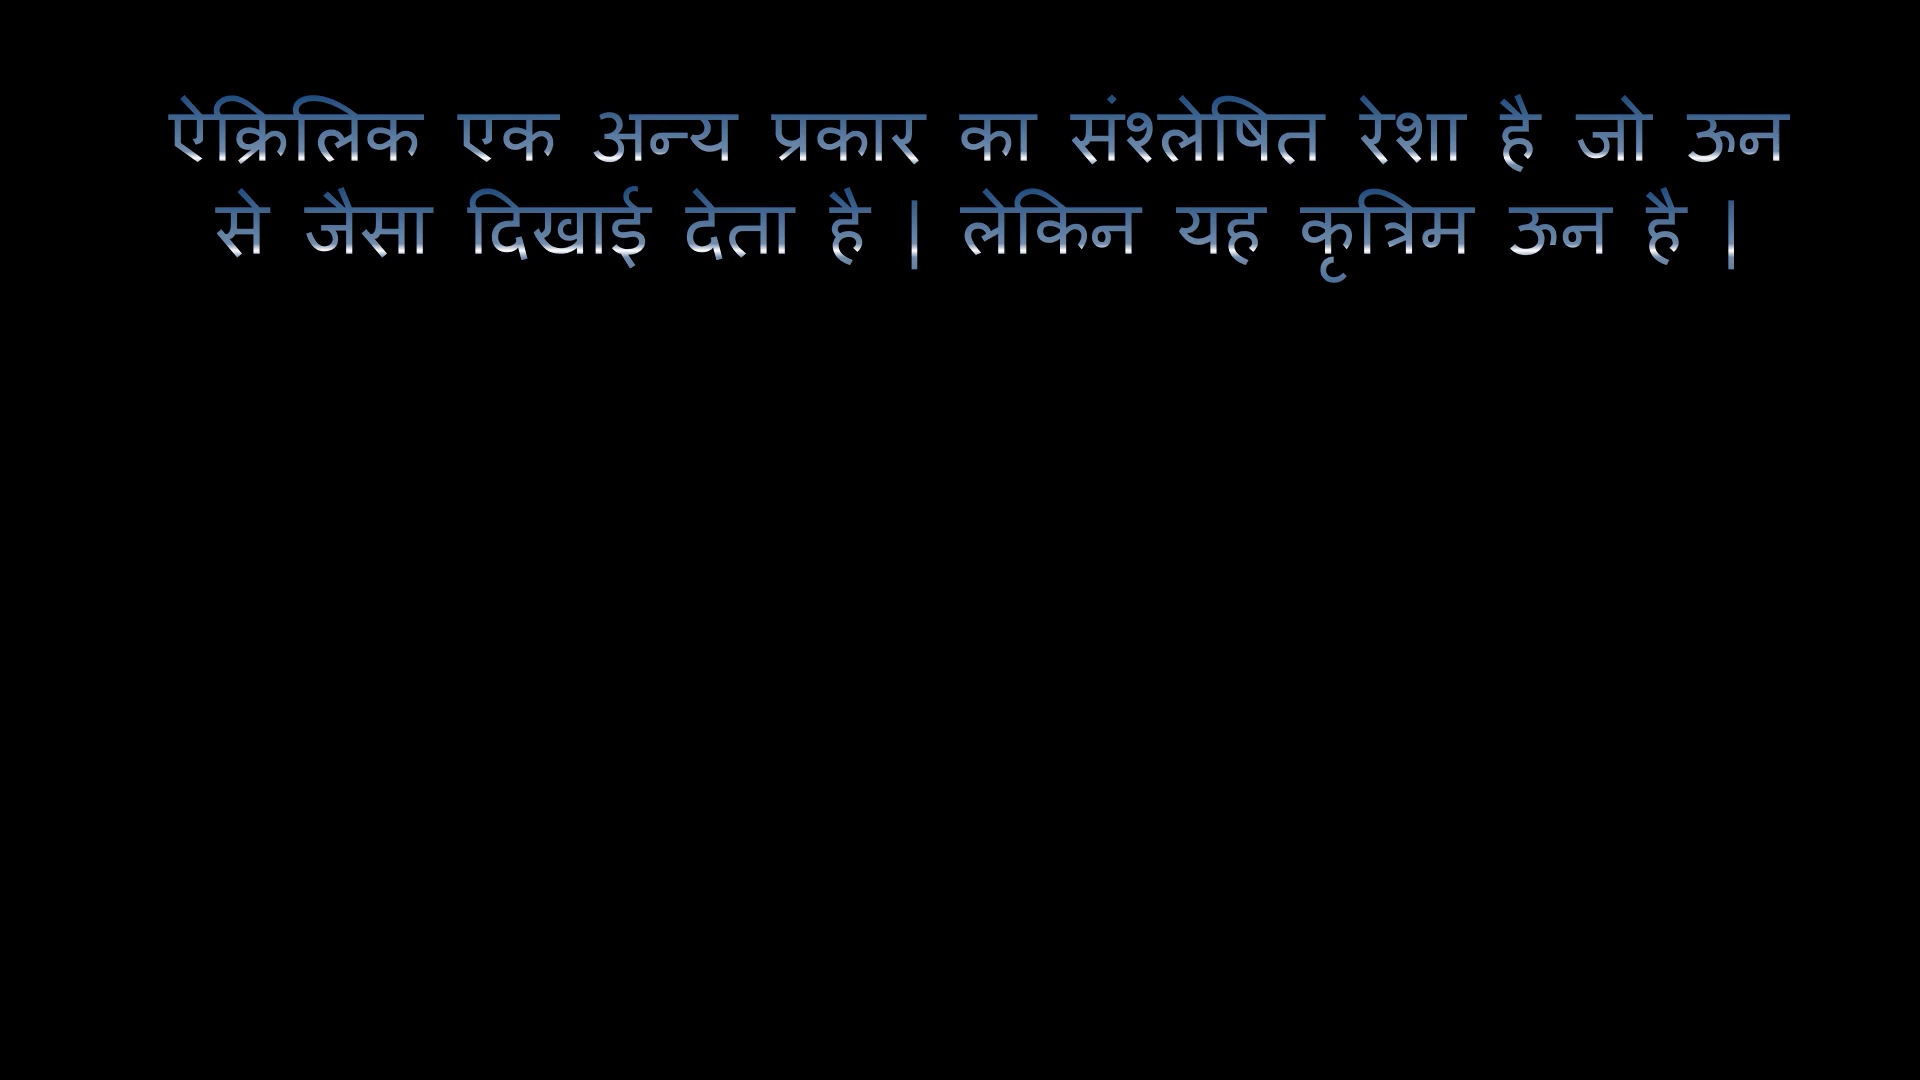 ऐक्रिलिक एक अन्य प्रकार का संश्लेषित रेशा है जो ऊन
से जैसा दिखाई देता है | लेकिन यह कृत्रिम ऊन है |